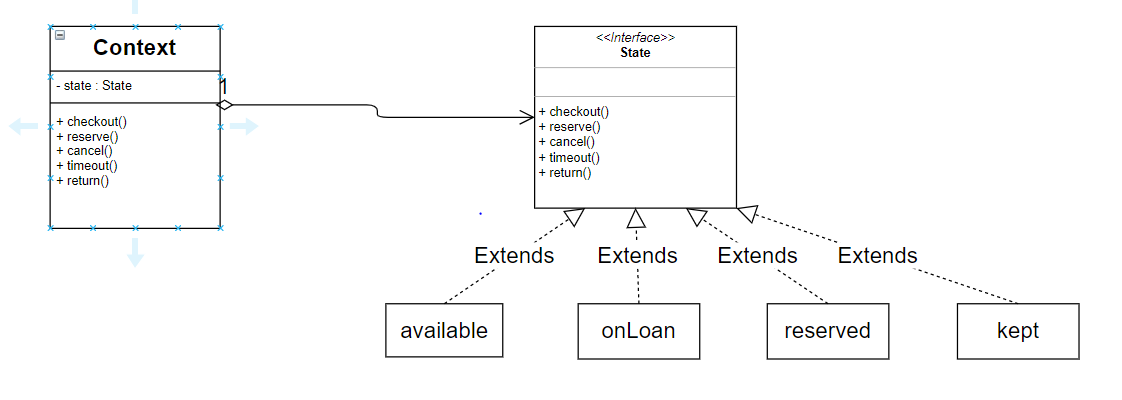 Context
- state : State
1
+ checkout()
+ reserve()
+ cancel()
+ timeout()
+ return()
<<Interface>>
State
+ checkout()
+ reserve()
+ cancel()
+ timeout()
+ return()
Extends Extends Extends Extends
available onLoan reserved kept